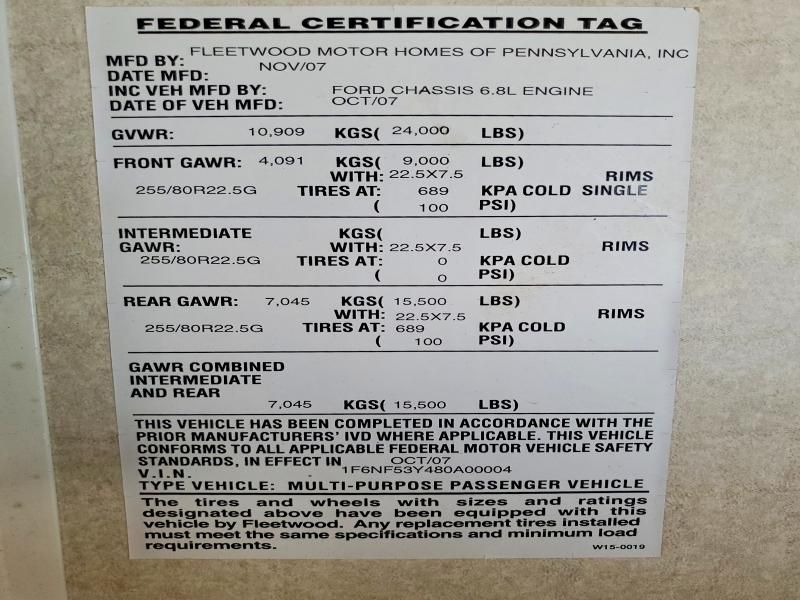 FEDERAL CERTIFICATION TAG
MFD BY: FLEETWOOD MOTOR HOMES OF PENNSYLVANIA, INC
DATE MFD: NOV/07
INC VEH MFD BY: FORD CHASSIS 6.8L ENGINE
DATE OF VEH MFD: OCT/07
GVWR: 10,909 KGS( 24,000 LBS)
FRONT GAWR: 4,091 KGS( 9,000 LBS)
WITH: 22.5X7.5 RIMS
255/80R22.5G TIRES AT: 689 KPA COLD SINGLE
( 100 PSI)
INTERMEDIATE KGS( LBS)
GAWR: WITH: 22.5X7.5 RIMS
255/80R22.5G TIRES AT: 0 KPA COLD
( 0 PSI)
REAR GAWR: 7,045 KGS( 15,500 LBS)
WITH: 22.5X7.5 RIMS
255/80R22.5G TIRES AT: 689 KPA COLD
( 100 PSI)
GAWR COMBINED
INTERMEDIATE
AND REAR
7,045 KGS( 15,500 LBS)
THIS VEHICLE HAS BEEN COMPLETED IN ACCORDANCE WITH THE
PRIOR MANUFACTURERS' IVD WHERE APPLICABLE. THIS VEHICLE
CONFORMS TO ALL APPLICABLE FEDERAL MOTOR VEHICLE SAFETY
STANDARDS, IN EFFECT IN OCT/07
V.I.N. 1F6NF53Y480A00004
TYPE VEHICLE: MULTI-PURPOSE PASSENGER VEHICLE
The tires and wheels with sizes and ratings
designated above have been equipped with this
vehicle by Fleetwood. Any replacement tires installed
must meet the same specifications and minimum load
requirements.
W15-0019